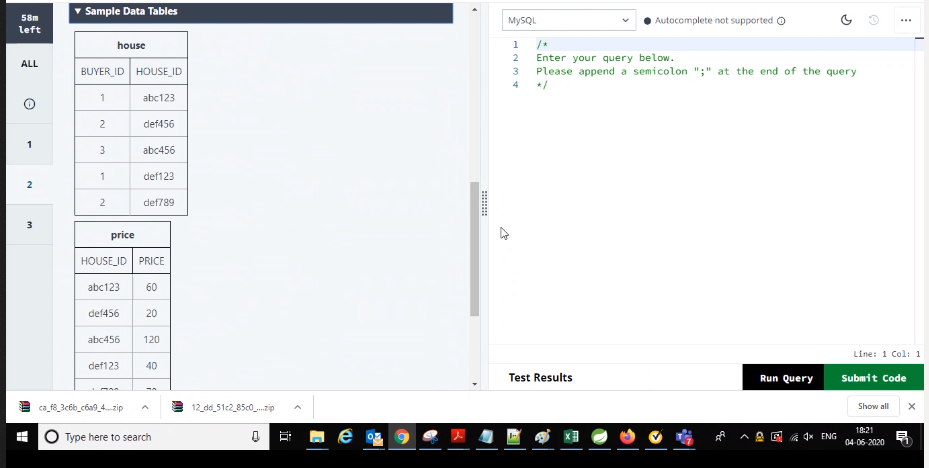 58m
left
ALL
1
2
3
▼ Sample Data Tables
house
BUYER_ID HOUSE_ID
1 abc123
2 def456
3 abc456
1 def123
2 def789
price
HOUSE_ID PRICE
abc123 60
def456 20
abc456 120
def123 40
MySQL
Autocomplete not supported
1 /*
2 Enter your query below.
3 Please append a semicolon ";" at the end of the query
4 */
Line: 1 Col: 1
Test Results
Run Query
Submit Code
ca_f8_3c6b_c6a9_4....zip
12_dd_51c2_85c0_....zip
Show all
Type here to search
7
ENG
18:21
04-06-2020
1